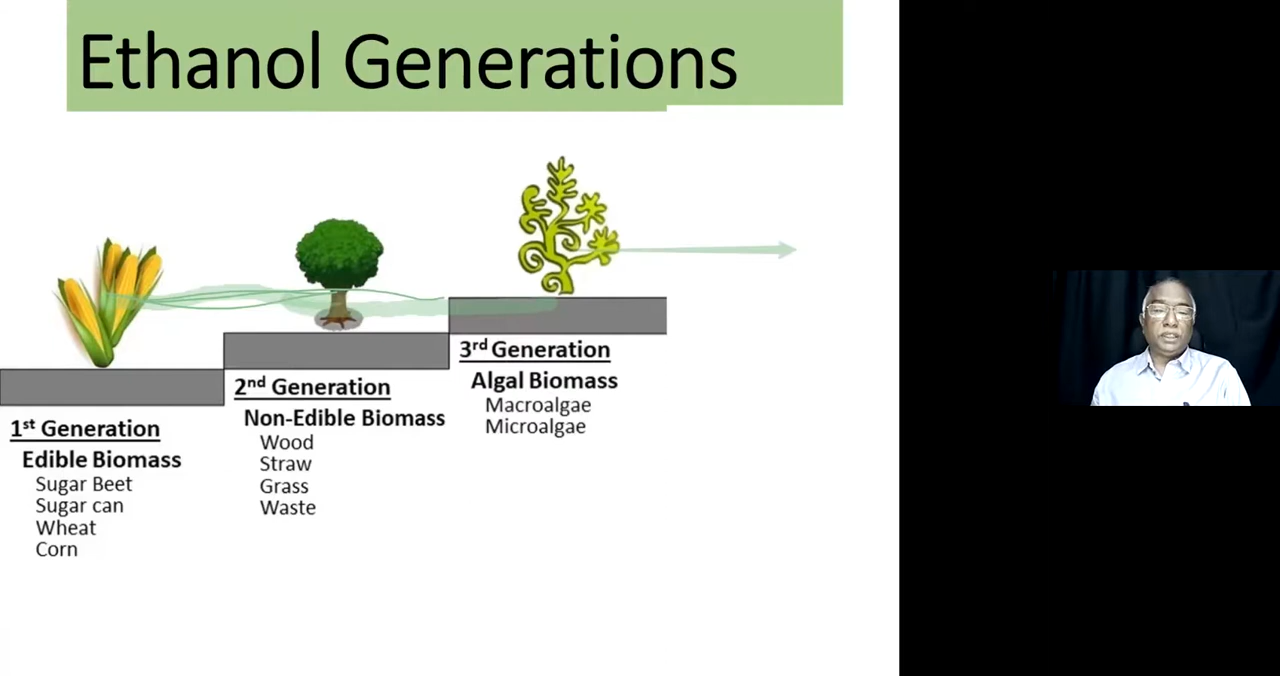 Ethanol Generations
1st Generation
Edible Biomass
Sugar Beet
Sugar can
Wheat
Corn
2nd Generation
Non-Edible Biomass
Wood
Straw
Grass
Waste
3rd Generation
Algal Biomass
Macroalgae
Microalgae